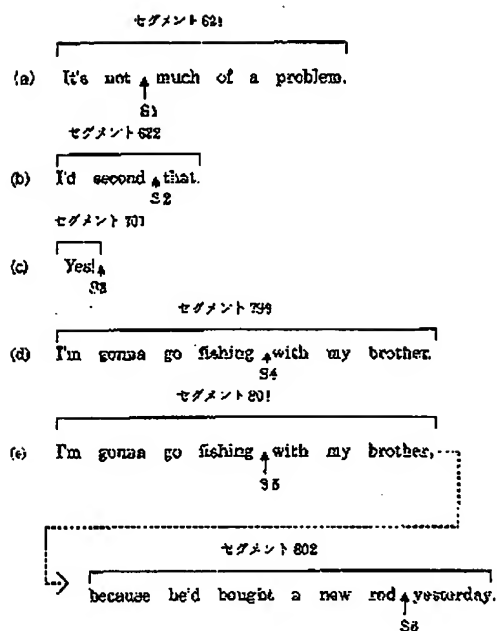 セグメント621
(a) It's not much of a problem.
S1
セグメント622
(b) I'd second that.
S2
セグメント701
(c) Yes!
S3
セグメント799
(d) I'm gonna go fishing with my brother.
S4
セグメント801
(e) I'm gonna go fishing with my brother,
S5
セグメント802
because he'd bought a new rod yesterday.
S6